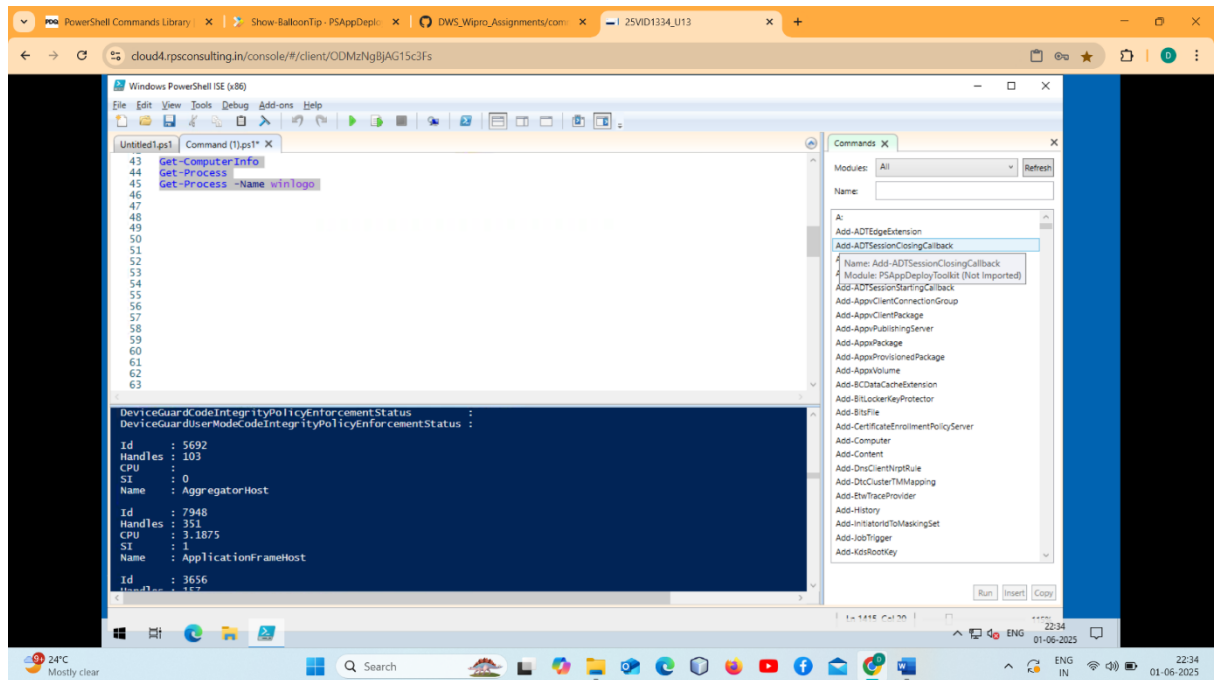 PowerShell Commands Library
Show-BalloonTip · PSAppDeplo
DWS_Wipro_Assignments/com
25VID1334_U13
cloud4.rpsconsulting.in/console/#/client/ODMzNgBjAG15c3Fs
D
Windows PowerShell ISE (x86)
File Edit View Tools Debug Add-ons Help
Untitled1.ps1 Command (1).ps1* X
43 Get-ComputerInfo
44 Get-Process
45 Get-Process -Name winlogo
46
47
48
49
50
51
52
53
54
55
56
57
58
59
60
61
62
63
DeviceGuardCodeIntegrityPolicyEnforcementStatus :
DeviceGuardUserModeCodeIntegrityPolicyEnforcementStatus :
Id : 5692
Handles : 103
CPU :
SI : 0
Name : AggregatorHost
Id : 7948
Handles : 351
CPU : 3.1875
SI : 1
Name : ApplicationFrameHost
Id : 3656
Handles : 157
Commands X
Modules: All Refresh
Name:
A:
Add-ADTEdgeExtension
Add-ADTSessionClosingCallback
Name: Add-ADTSessionClosingCallback
Module: PSAppDeployToolkit (Not Imported)
Add-ADTSessionStartingCallback
Add-AppvClientConnectionGroup
Add-AppvClientPackage
Add-AppvPublishingServer
Add-AppxPackage
Add-AppxProvisionedPackage
Add-AppxVolume
Add-BCDataCacheExtension
Add-BitLockerKeyProtector
Add-BitsFile
Add-CertificateEnrollmentPolicyServer
Add-Computer
Add-Content
Add-DnsClientNrptRule
Add-DtcClusterTMMapping
Add-EtwTraceProvider
Add-History
Add-InitiatorIdToMaskingSet
Add-JobTrigger
Add-KdsRootKey
Run Insert Copy
Ln 1415 Col 20
ENG
22:34
01-06-2025
24°C
Mostly clear
Search
ENG
IN
22:34
01-06-2025